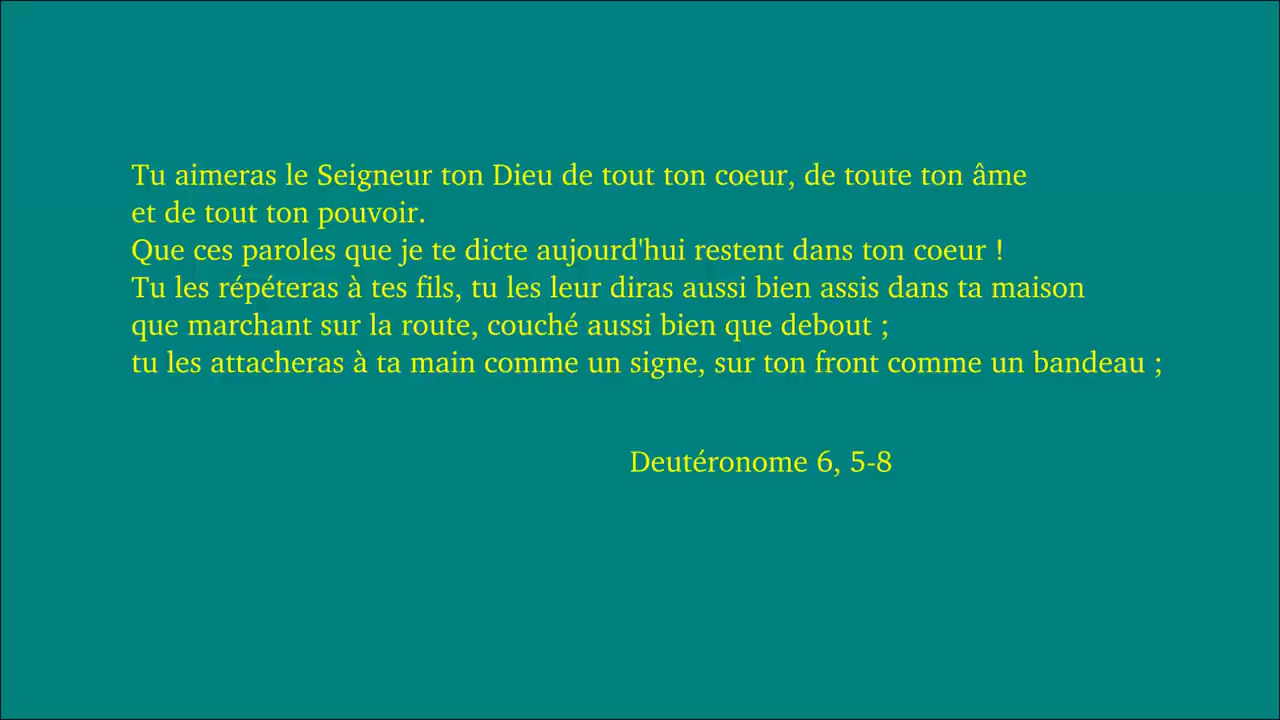 Tu aimeras le Seigneur ton Dieu de tout ton coeur, de toute ton âme
et de tout ton pouvoir.
Que ces paroles que je te dicte aujourd'hui restent dans ton coeur !
Tu les répéteras à tes fils, tu les leur diras aussi bien assis dans ta maison
que marchant sur la route, couché aussi bien que debout ;
tu les attacheras à ta main comme un signe, sur ton front comme un bandeau ;
Deutéronome 6, 5-8